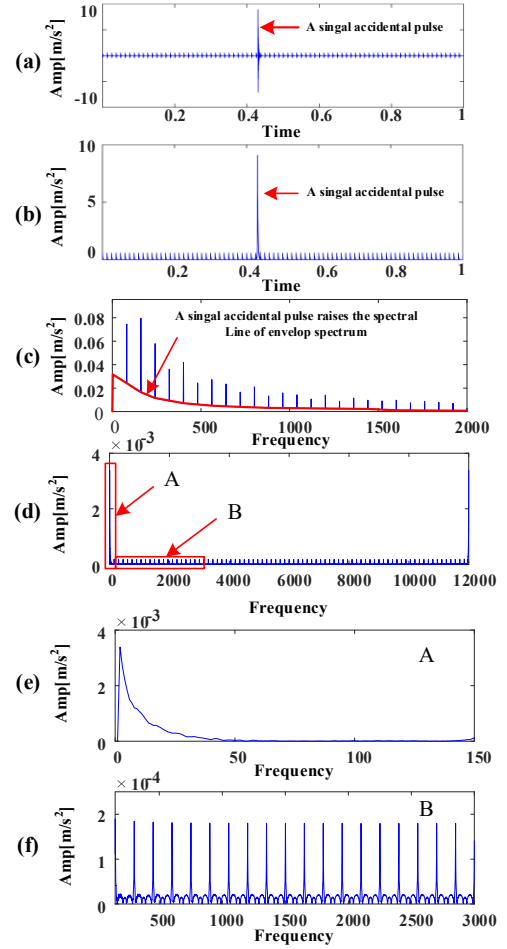 (a)
Amp[m/s²]
10
0
-10
A singal accidental pulse
0.2
0.4
0.6
0.8
1
Time
(b)
Amp[m/s²]
10
5
0
A singal accidental pulse
0.2
0.4
0.6
0.8
1
Time
(c)
Amp[m/s²]
0.08
0.06
0.04
0.02
0
A singal accidental pulse raises the spectral
Line of envelop spectrum
0
500
1000
1500
2000
Frequency
(d)
Amp[m/s²]
× 10⁻³
4
2
0
A
B
0
2000
4000
6000
8000
10000
12000
Frequency
(e)
Amp[m/s²]
× 10⁻³
4
2
0
A
0
50
100
150
Frequency
(f)
Amp[m/s²]
× 10⁻⁴
2
1
0
B
500
1000
1500
2000
2500
3000
Frequency